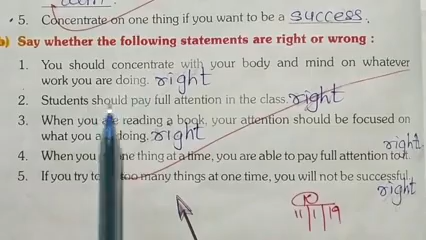 5. Concentrate on one thing if you want to be a success.
b) Say whether the following statements are right or wrong :
1. You should concentrate with your body and mind on whatever
work you are doing. right
2. Students should pay full attention in the class. right
3. When you are reading a book, your attention should be focused on
what you doing. right
right
4. When you one thing at a time, you are able to pay full attention to it.
5. If you try to too many things at one time, you will not be successful.
right
11/1/19